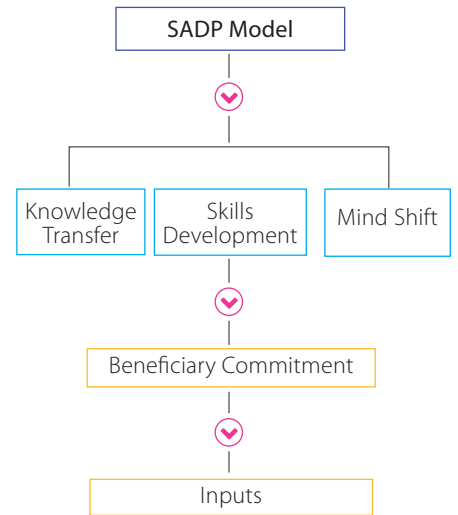 SADP Model
Knowledge
Transfer
Skills
Development
Mind Shift
Beneficiary Commitment
Inputs